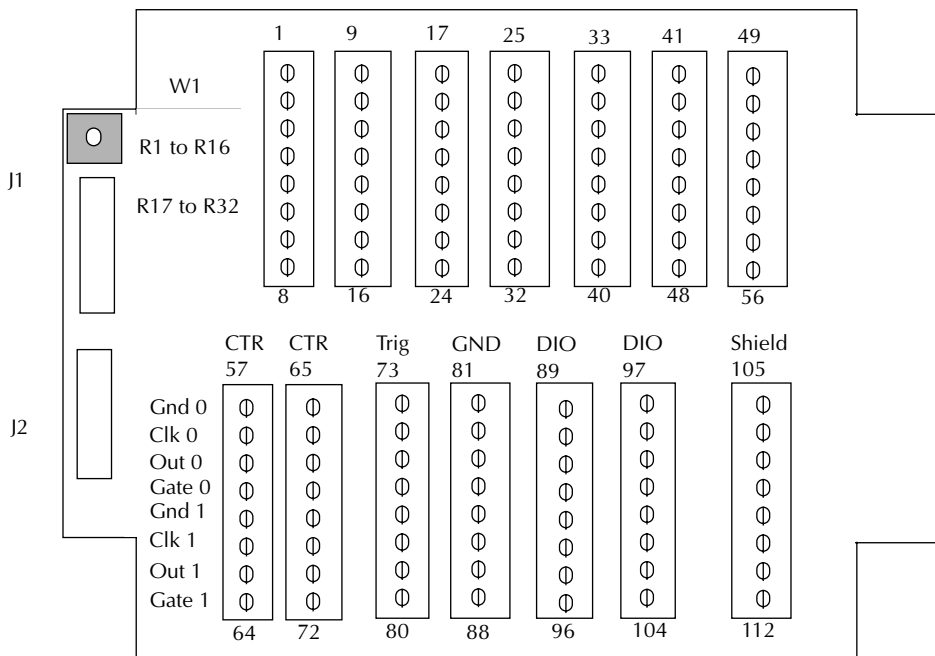 1 9 17 25 33 41 49
W1
R1 to R16
J1
R17 to R32
8 16 24 32 40 48 56
CTR CTR Trig GND DIO DIO Shield
57 65 73 81 89 97 105
Gnd 0
J2
Clk 0
Out 0
Gate 0
Gnd 1
Clk 1
Out 1
Gate 1
64 72 80 88 96 104 112